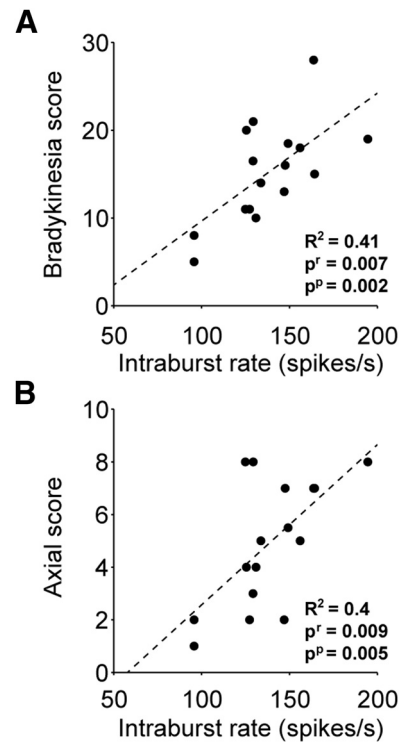 A
Bradykinesia score
30
20
10
0
R² = 0.41
pʳ = 0.007
pᵖ = 0.002
50 100 150 200
Intraburst rate (spikes/s)
B
Axial score
10
8
6
4
2
0
R² = 0.4
pʳ = 0.009
pᵖ = 0.005
50 100 150 200
Intraburst rate (spikes/s)